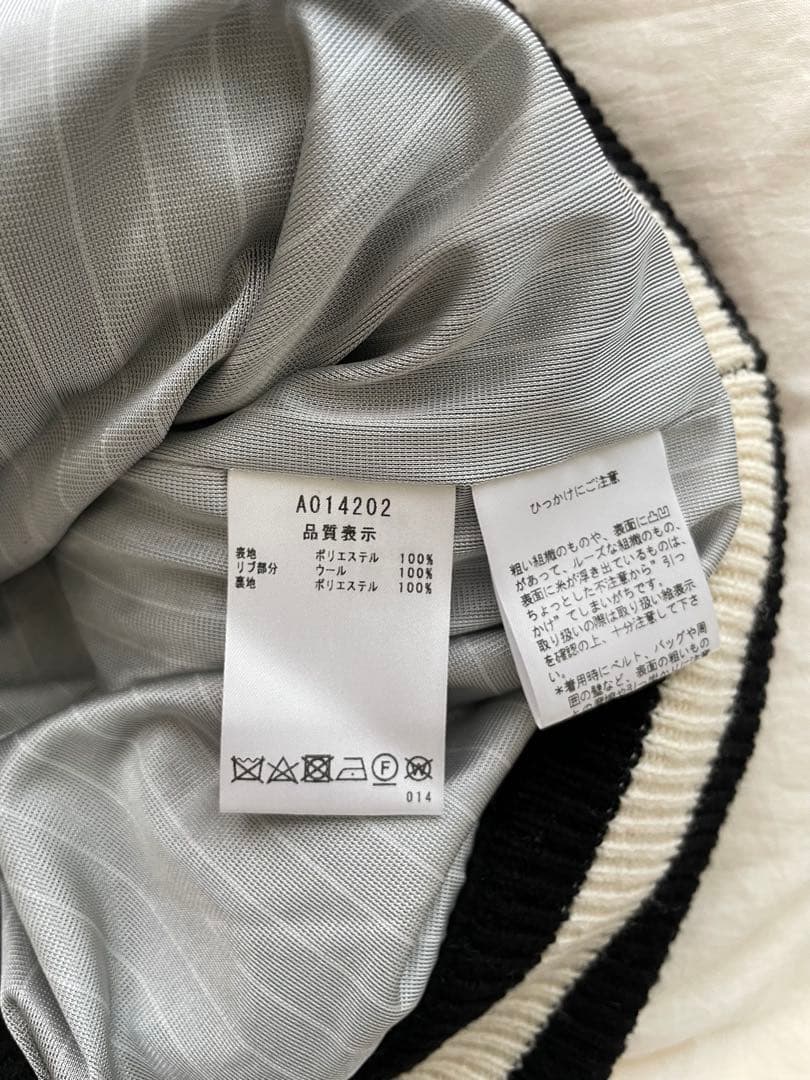 A014202
品質表示
表地 ポリエステル 100%
リブ部分 ウール 100%
裏地 ポリエステル 100%
F
W
014
ひっかけにご注意
粗い組織のものや、表面に凸凹
があって、ルーズな組織のもの、
表面に糸が浮き出ているものは、
ちょっとした不注意から"引っ
かけ"てしまいがちです。
取り扱いの際は取り扱い絵表示
を確認の上、十分注意して下さ
い。
*着用時にベルト、バッグや周
囲の壁など、表面の粗いもの